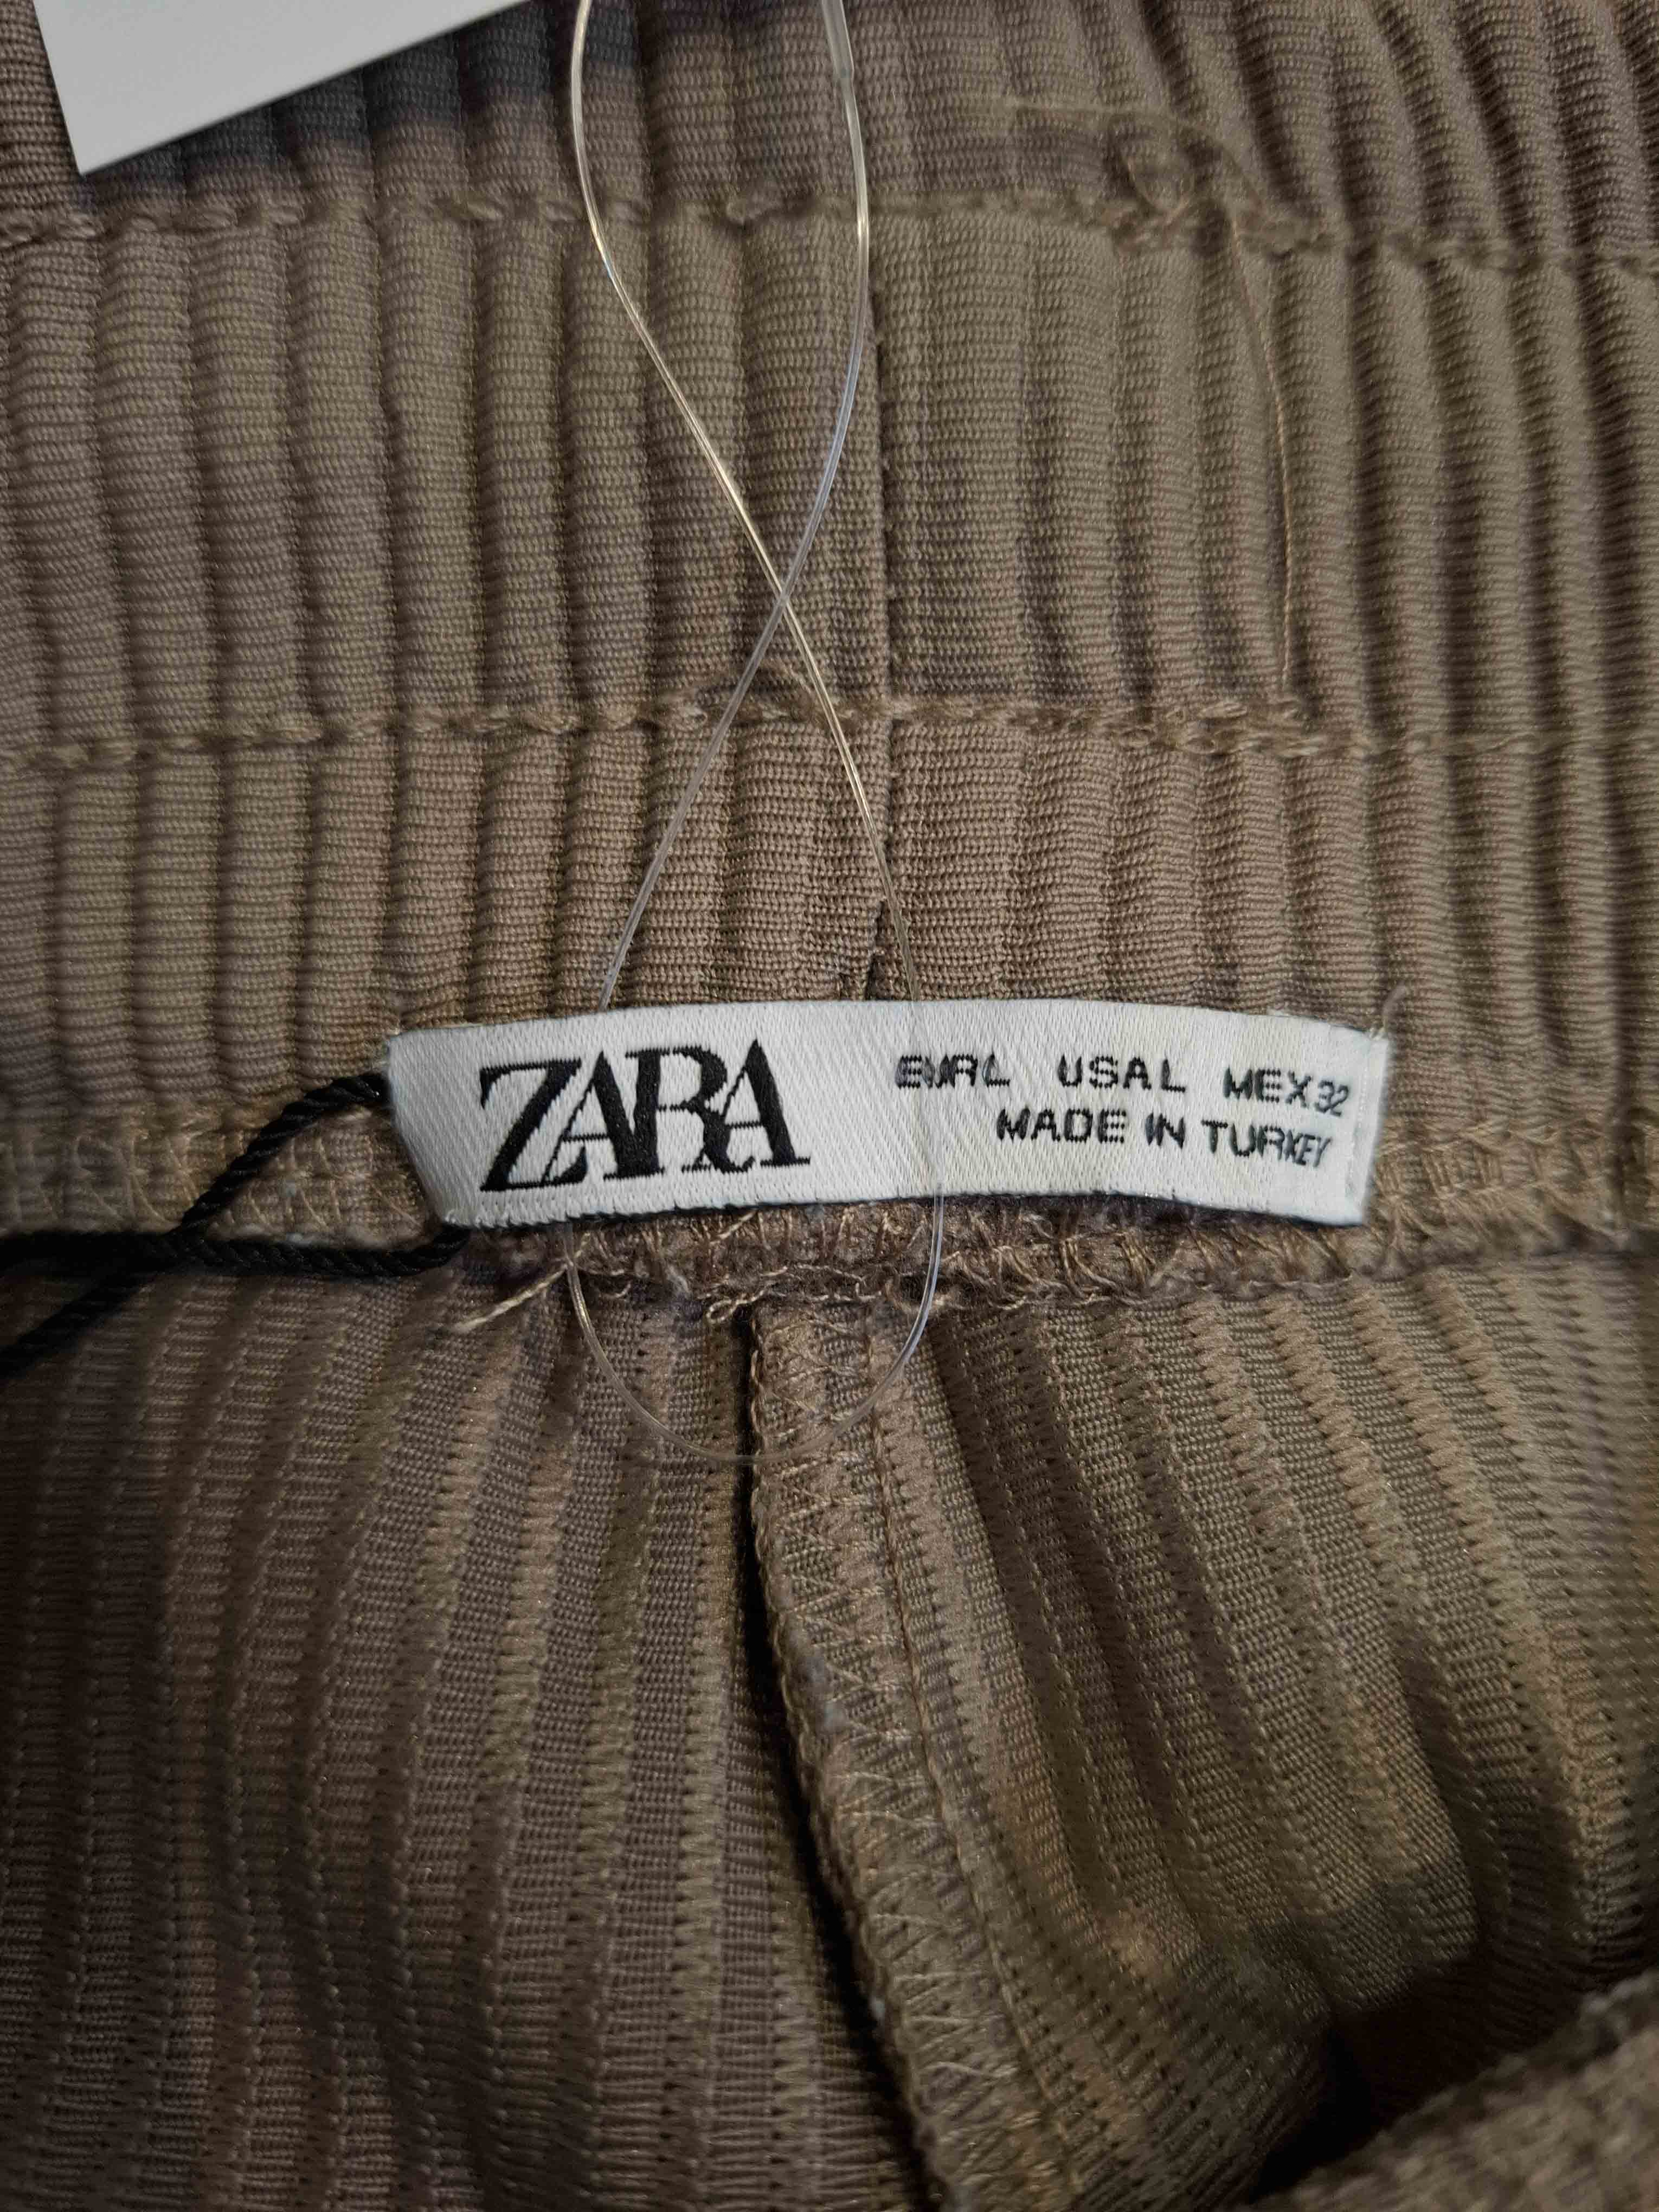 ZARA
EUR L USA L MEX 32
MADE IN TURKEY